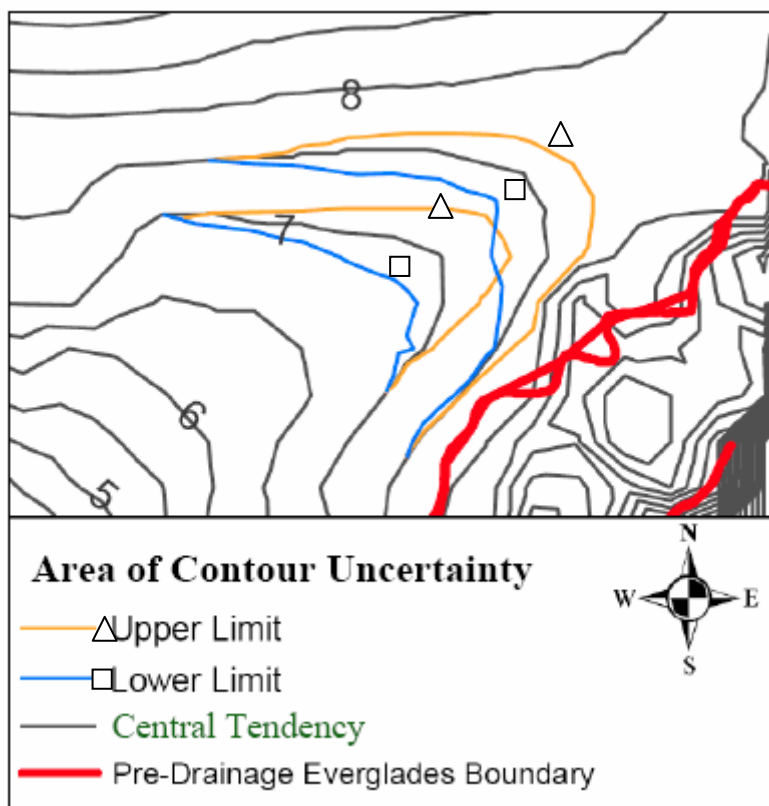 8
7
6
5
Area of Contour Uncertainty
N
W E
S
Upper Limit
Lower Limit
Central Tendency
Pre-Drainage Everglades Boundary